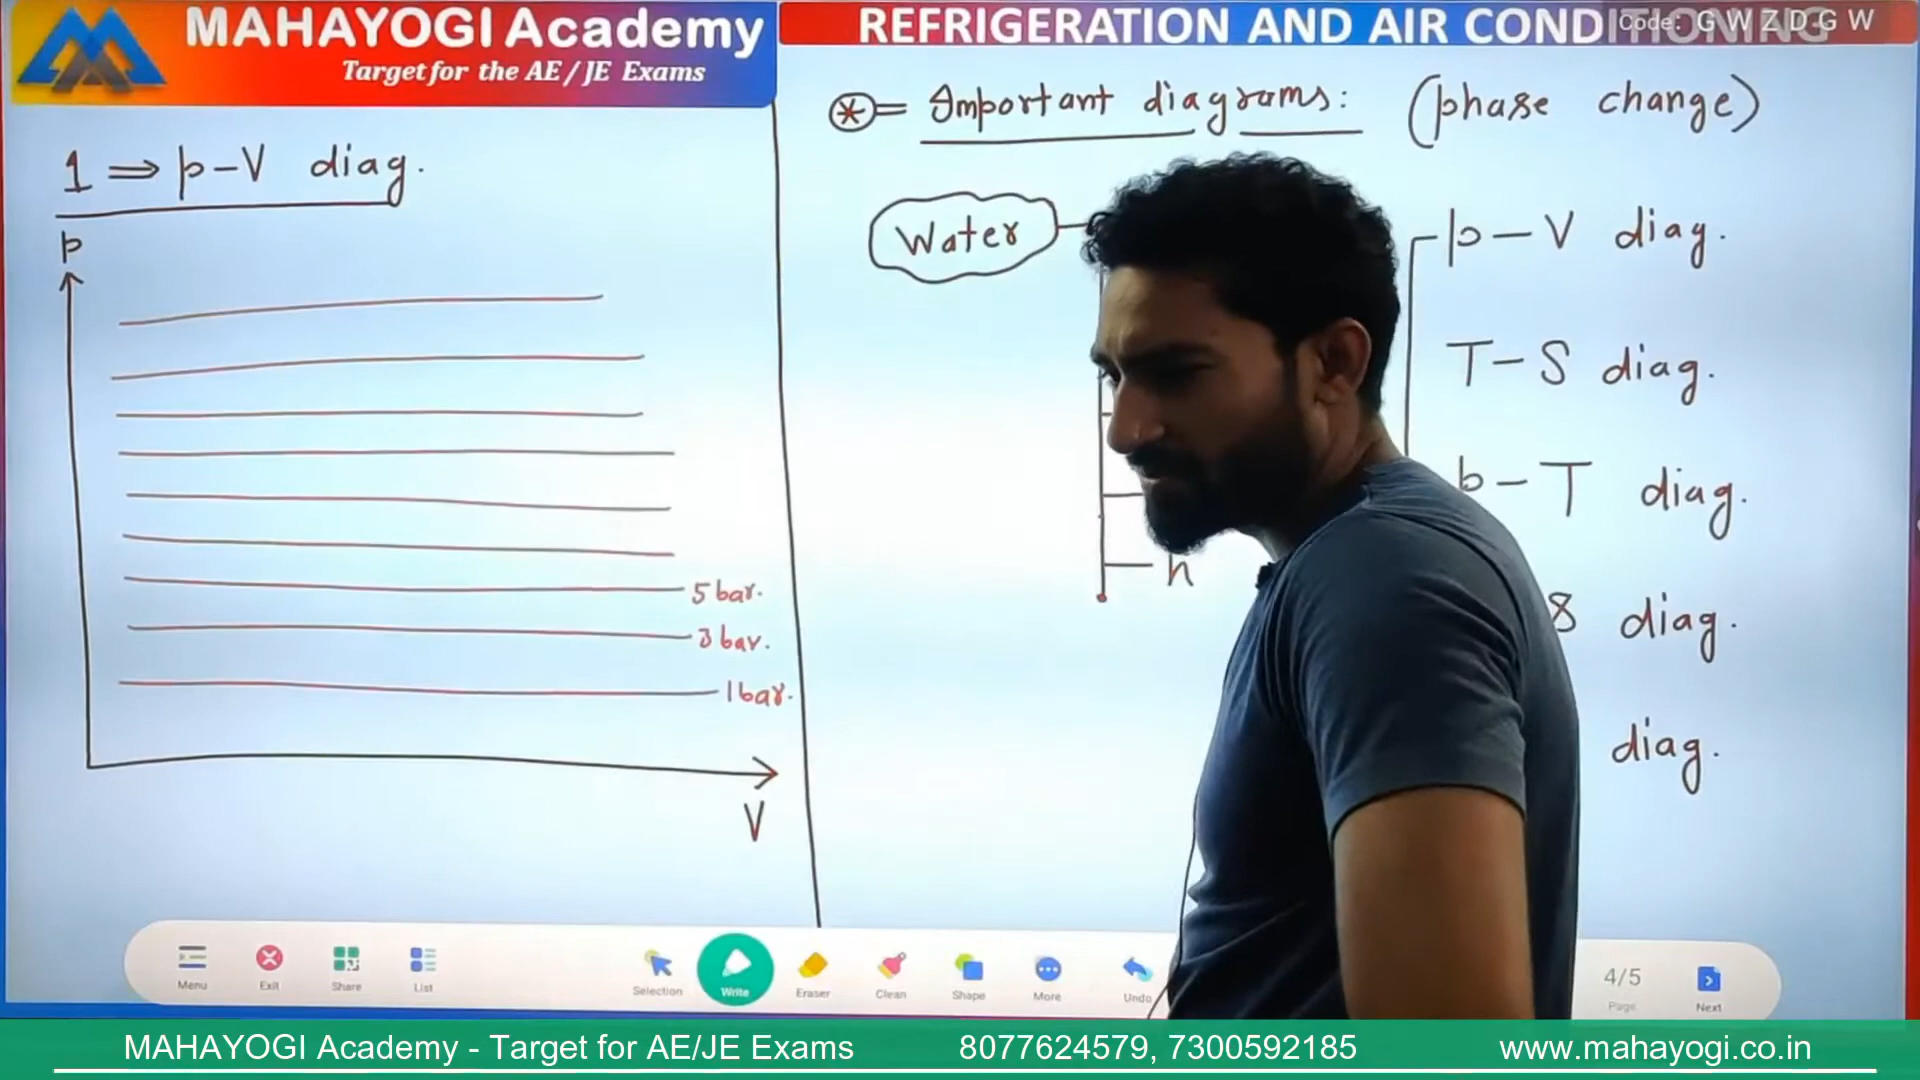 MAHAYOGI Academy
Target for the AE/JE Exams
REFRIGERATION AND AIR CONDITIONING
Code: G W Z D G W
1 ⇒ p-V diag.
p
5 bar.
3 bar.
1 bar.
V
⊛= Important diagrams: (phase change)
Water
p-V diag.
T-S diag.
p-T diag.
h
diag.
diag.
Menu
Exit
Share
List
Selection
Write
Eraser
Clean
Shape
More
Undo
4/5
Page
Next
MAHAYOGI Academy - Target for AE/JE Exams
8077624579, 7300592185
www.mahayogi.co.in